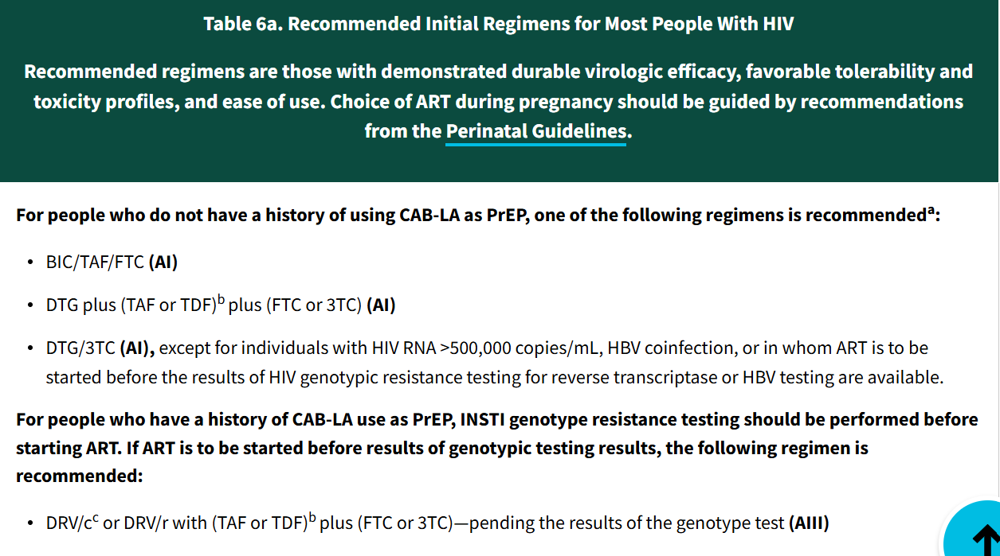 Table 6a. Recommended Initial Regimens for Most People With HIV
Recommended regimens are those with demonstrated durable virologic efficacy, favorable tolerability and
toxicity profiles, and ease of use. Choice of ART during pregnancy should be guided by recommendations
from the Perinatal Guidelines.
For people who do not have a history of using CAB-LA as PrEP, one of the following regimens is recommendedᵃ:
• BIC/TAF/FTC (AI)
• DTG plus (TAF or TDF)ᵇ plus (FTC or 3TC) (AI)
• DTG/3TC (AI), except for individuals with HIV RNA >500,000 copies/mL, HBV coinfection, or in whom ART is to be
started before the results of HIV genotypic resistance testing for reverse transcriptase or HBV testing are available.
For people who have a history of CAB-LA use as PrEP, INSTI genotype resistance testing should be performed before
starting ART. If ART is to be started before results of genotypic testing results, the following regimen is
recommended:
• DRV/cᶜ or DRV/r with (TAF or TDF)ᵇ plus (FTC or 3TC)—pending the results of the genotype test (AIII)